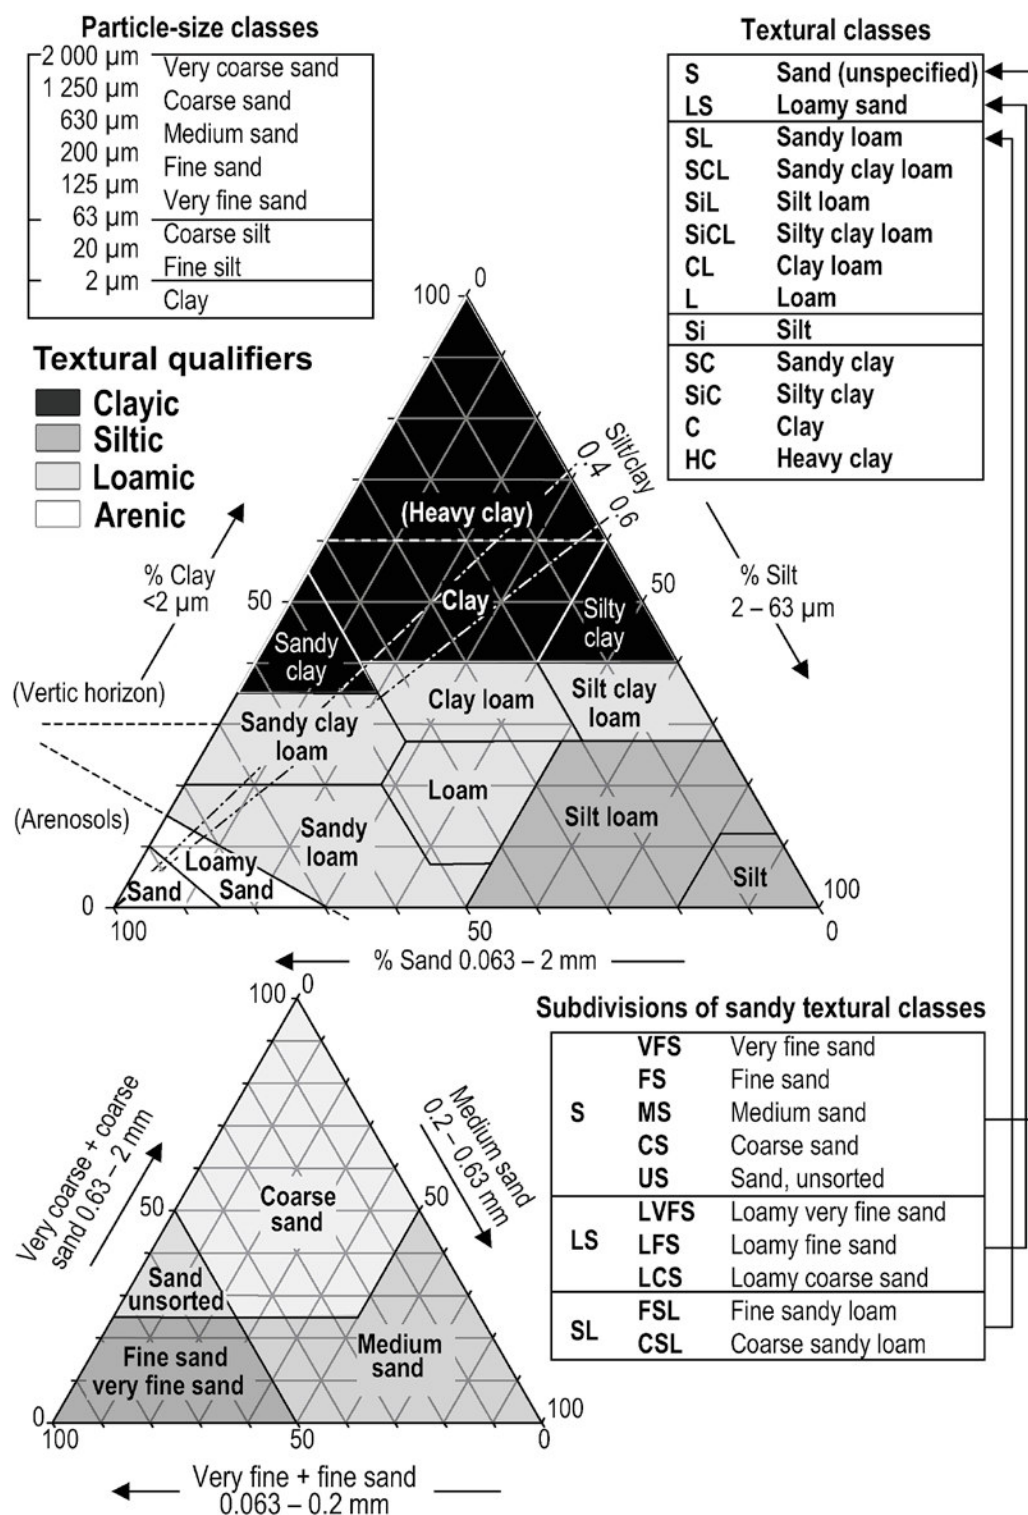 Particle-size classes
2 000 µm
Very coarse sand
1 250 µm
Coarse sand
630 µm
Medium sand
200 µm
Fine sand
125 µm
Very fine sand
63 µm
Coarse silt
20 µm
Fine silt
2 µm
Clay
Textural classes
S Sand (unspecified)
LS Loamy sand
SL Sandy loam
SCL Sandy clay loam
SiL Silt loam
SiCL Silty clay loam
CL Clay loam
L Loam
Si Silt
SC Sandy clay
SiC Silty clay
C Clay
HC Heavy clay
Textural qualifiers
Clayic
Siltic
Loamic
Arenic
100
0
Silt/clay
0.4
0.6
(Heavy clay)
% Clay
<2 µm
50
Clay
Sandy
clay
Silty
clay
50
% Silt
2 – 63 µm
(Vertic horizon)
Sandy clay
loam
Clay loam
Silt clay
loam
(Arenosols)
Loam
Sandy
loam
Silt loam
Loamy
Sand
Sand
Silt
0
100
100
50
0
% Sand 0.063 – 2 mm
100
0
Very coarse + coarse
sand 0.63 – 2 mm
Medium sand
0.2 – 0.63 mm
50
50
Coarse
sand
Sand
unsorted
Fine sand
very fine sand
Medium
sand
0
100
100
50
0
Very fine + fine sand
0.063 – 0.2 mm
Subdivisions of sandy textural classes
S
VFS Very fine sand
FS Fine sand
MS Medium sand
CS Coarse sand
US Sand, unsorted
LS
LVFS Loamy very fine sand
LFS Loamy fine sand
LCS Loamy coarse sand
SL
FSL Fine sandy loam
CSL Coarse sandy loam